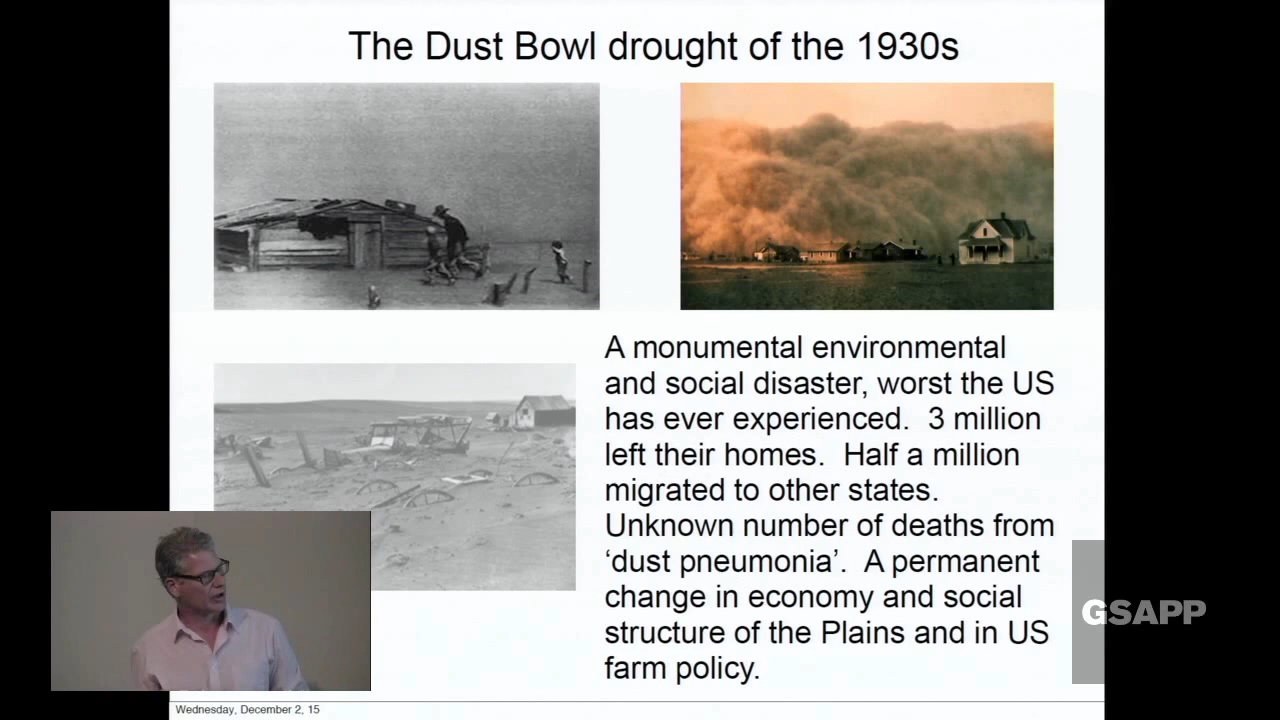 The Dust Bowl drought of the 1930s
A monumental environmental
and social disaster, worst the US
has ever experienced.  3 million
left their homes.  Half a million
migrated to other states.
Unknown number of deaths from
‘dust pneumonia’.  A permanent
change in economy and social
structure of the Plains and in US
farm policy.
GSAPP
Wednesday, December 2, 15